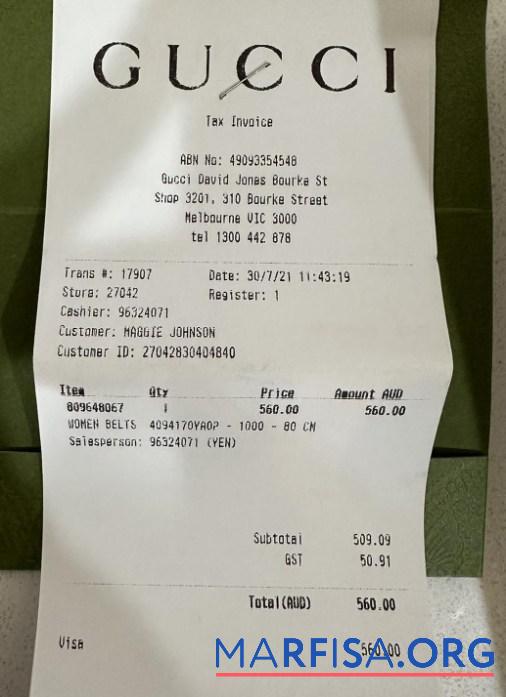 GUCCI
Tax Invoice
ABN No: 49093354548
Gucci David Jones Bourke St
Shop 3201, 310 Bourke Street
Melbourne VIC 3000
tel 1300 442 878
Trans #: 17907 Date: 30/7/21 11:43:19
Store: 27042 Register: 1
Cashier: 96324071
Customer: MAGGIE JOHNSON
Customer ID: 27042830404840
Item Qty Price Amount AUD
809648067 1 560.00 560.00
WOMEN BELTS 4094170YA0P - 1000 - 80 CM
Salesperson: 96324071 (YEN)
Subtotal 509.09
GST 50.91
Total(AUD) 560.00
Visa 560.00
MARFISA.ORG